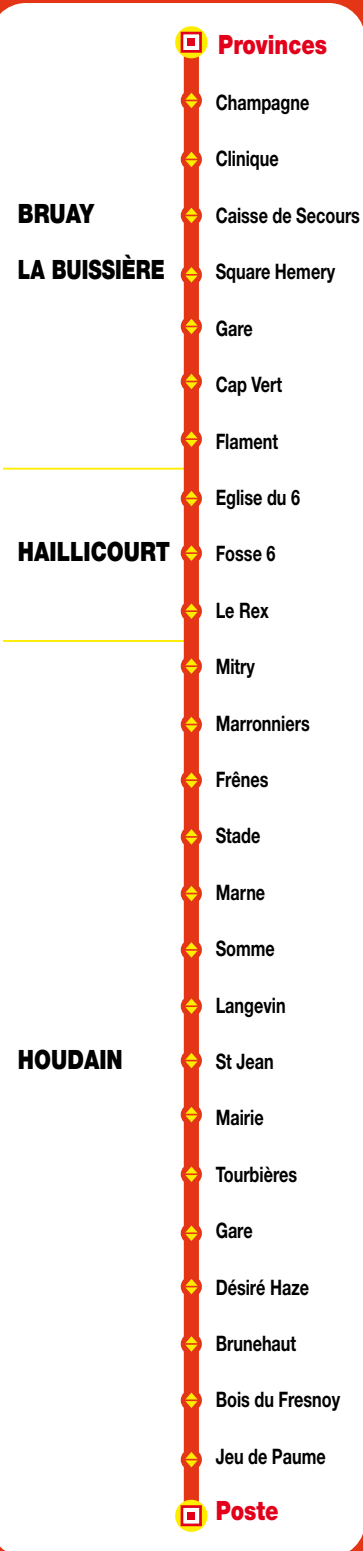 Provinces
Champagne
Clinique
BRUAY Caisse de Secours
LA BUISSIÈRE Square Hemery
Gare
Cap Vert
Flament
Eglise du 6
HAILLICOURT Fosse 6
Le Rex
Mitry
Marronniers
Frênes
Stade
Marne
Somme
Langevin
HOUDAIN St Jean
Mairie
Tourbières
Gare
Désiré Haze
Brunehaut
Bois du Fresnoy
Jeu de Paume
Poste